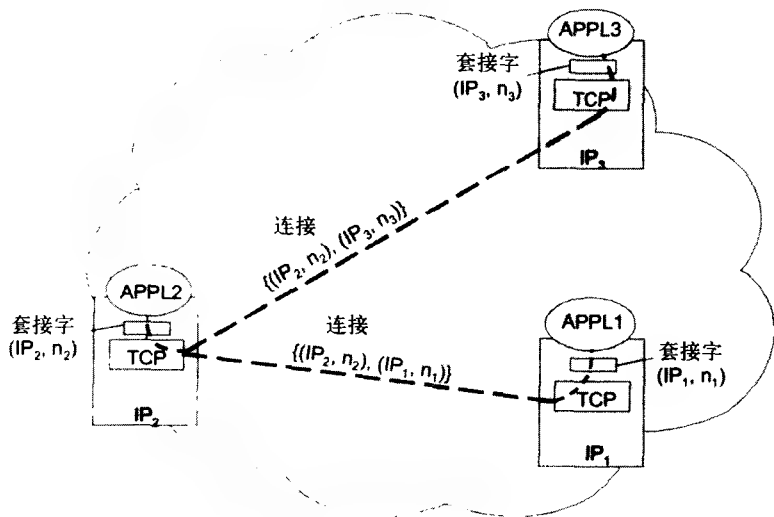 APPL3
套接字
(IP₃, n₃)
TCP
IP₃
连接
{(IP₂, n₂), (IP₃, n₃)}
APPL2
套接字
(IP₂, n₂)
TCP
IP₂
连接
{(IP₂, n₂), (IP₁, n₁)}
APPL1
套接字
(IP₁, n₁)
TCP
IP₁